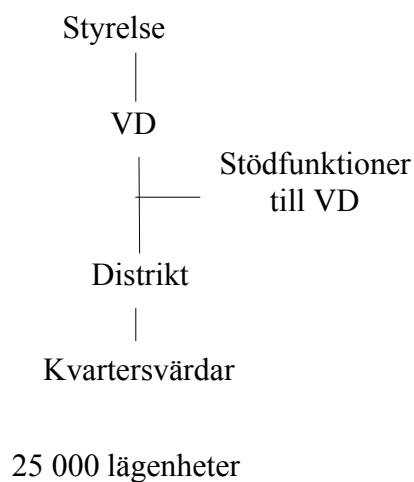 Styrelse
VD
Stödfunktioner
till VD
Distrikt
Kvartersvärdar
25 000 lägenheter